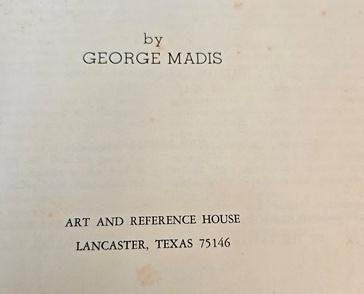 by
GEORGE MADIS
ART AND REFERENCE HOUSE
LANCASTER, TEXAS 75146